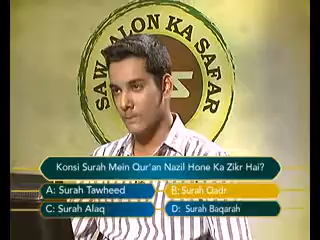 SAWALON KA SAFAR
Konsi Surah Mein Qur'an Nazil Hone Ka Zikr Hai?
A: Surah Tawheed
B: Surah Qadr
C: Surah Alaq
D: Surah Baqarah